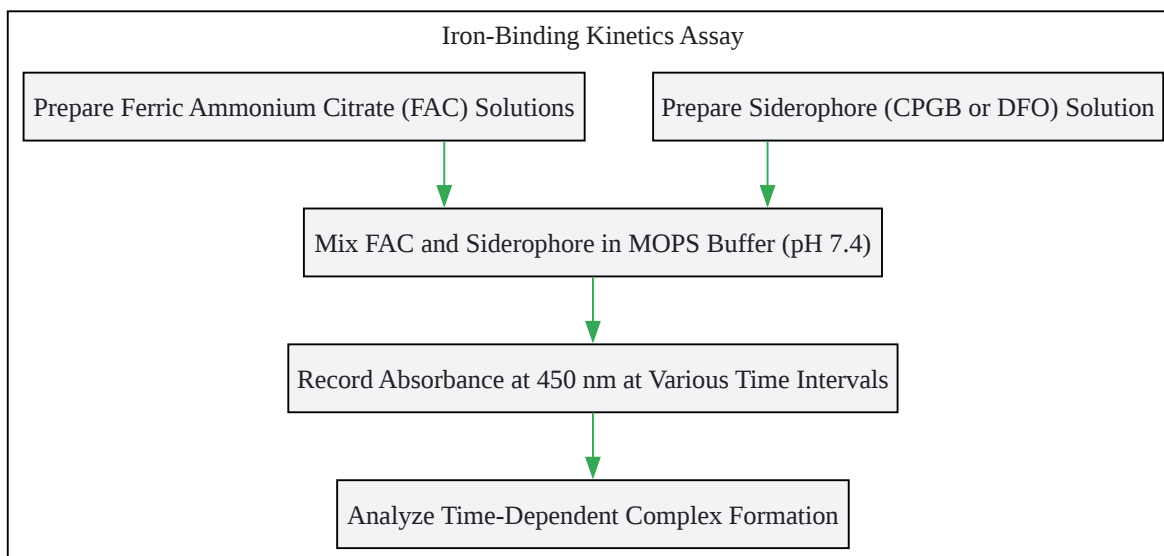 Iron-Binding Kinetics Assay
Prepare Ferric Ammonium Citrate (FAC) Solutions
Prepare Siderophore (CPGB or DFO) Solution
Mix FAC and Siderophore in MOPS Buffer (pH 7.4)
Record Absorbance at 450 nm at Various Time Intervals
Analyze Time-Dependent Complex Formation